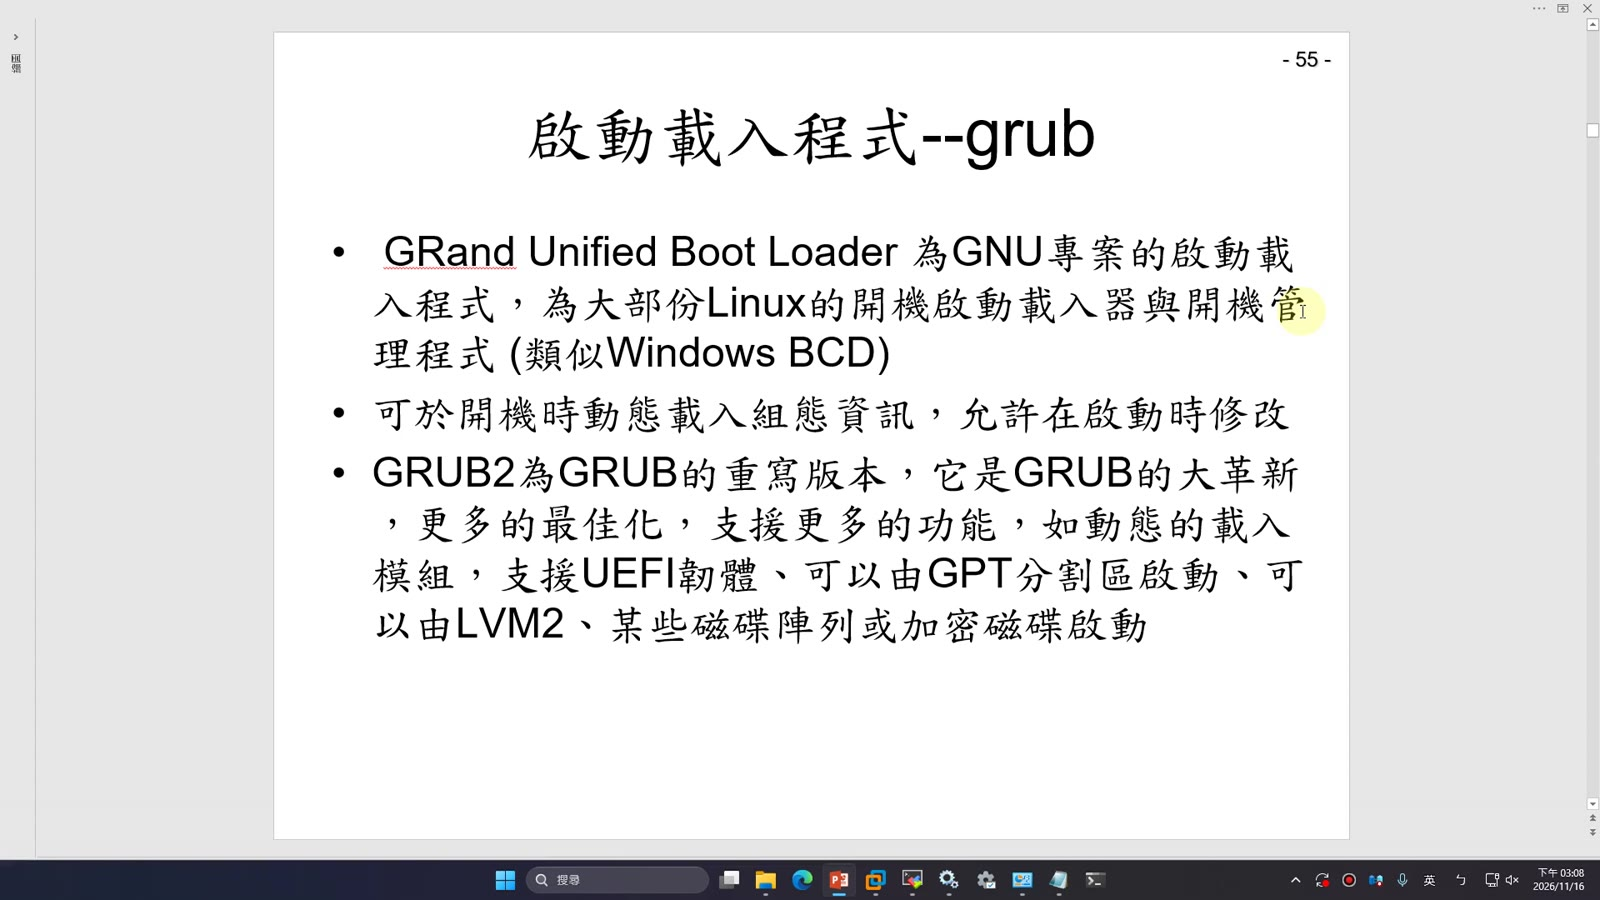 縮圖
- 55 -
啟動載入程式--grub
• GRand Unified Boot Loader 為GNU專案的啟動載
入程式，為大部份Linux的開機啟動載入器與開機管
理程式 (類似Windows BCD)
• 可於開機時動態載入組態資訊，允許在啟動時修改
• GRUB2為GRUB的重寫版本，它是GRUB的大革新
，更多的最佳化，支援更多的功能，如動態的載入
模組，支援UEFI韌體、可以由GPT分割區啟動、可
以由LVM2、某些磁碟陣列或加密磁碟啟動
搜尋
英
ㄅ
下午 03:08
2026/11/16